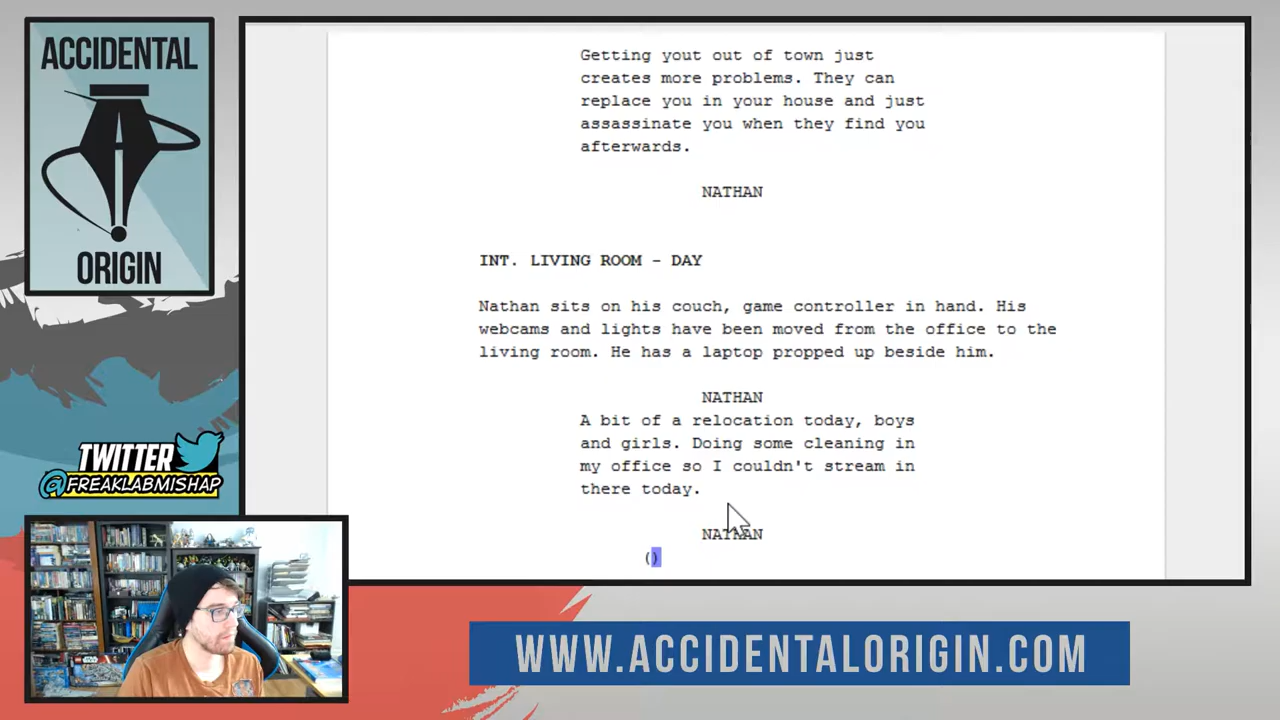 ACCIDENTAL
ORIGIN
TWITTER
@FREAKLABMISHAP
Getting yout out of town just
creates more problems. They can
replace you in your house and just
assassinate you when they find you
afterwards.
NATHAN
INT. LIVING ROOM - DAY
Nathan sits on his couch, game controller in hand. His
webcams and lights have been moved from the office to the
living room. He has a laptop propped up beside him.
NATHAN
A bit of a relocation today, boys
and girls. Doing some cleaning in
my office so I couldn't stream in
there today.
NATHAN
()
WWW.ACCIDENTALORIGIN.COM